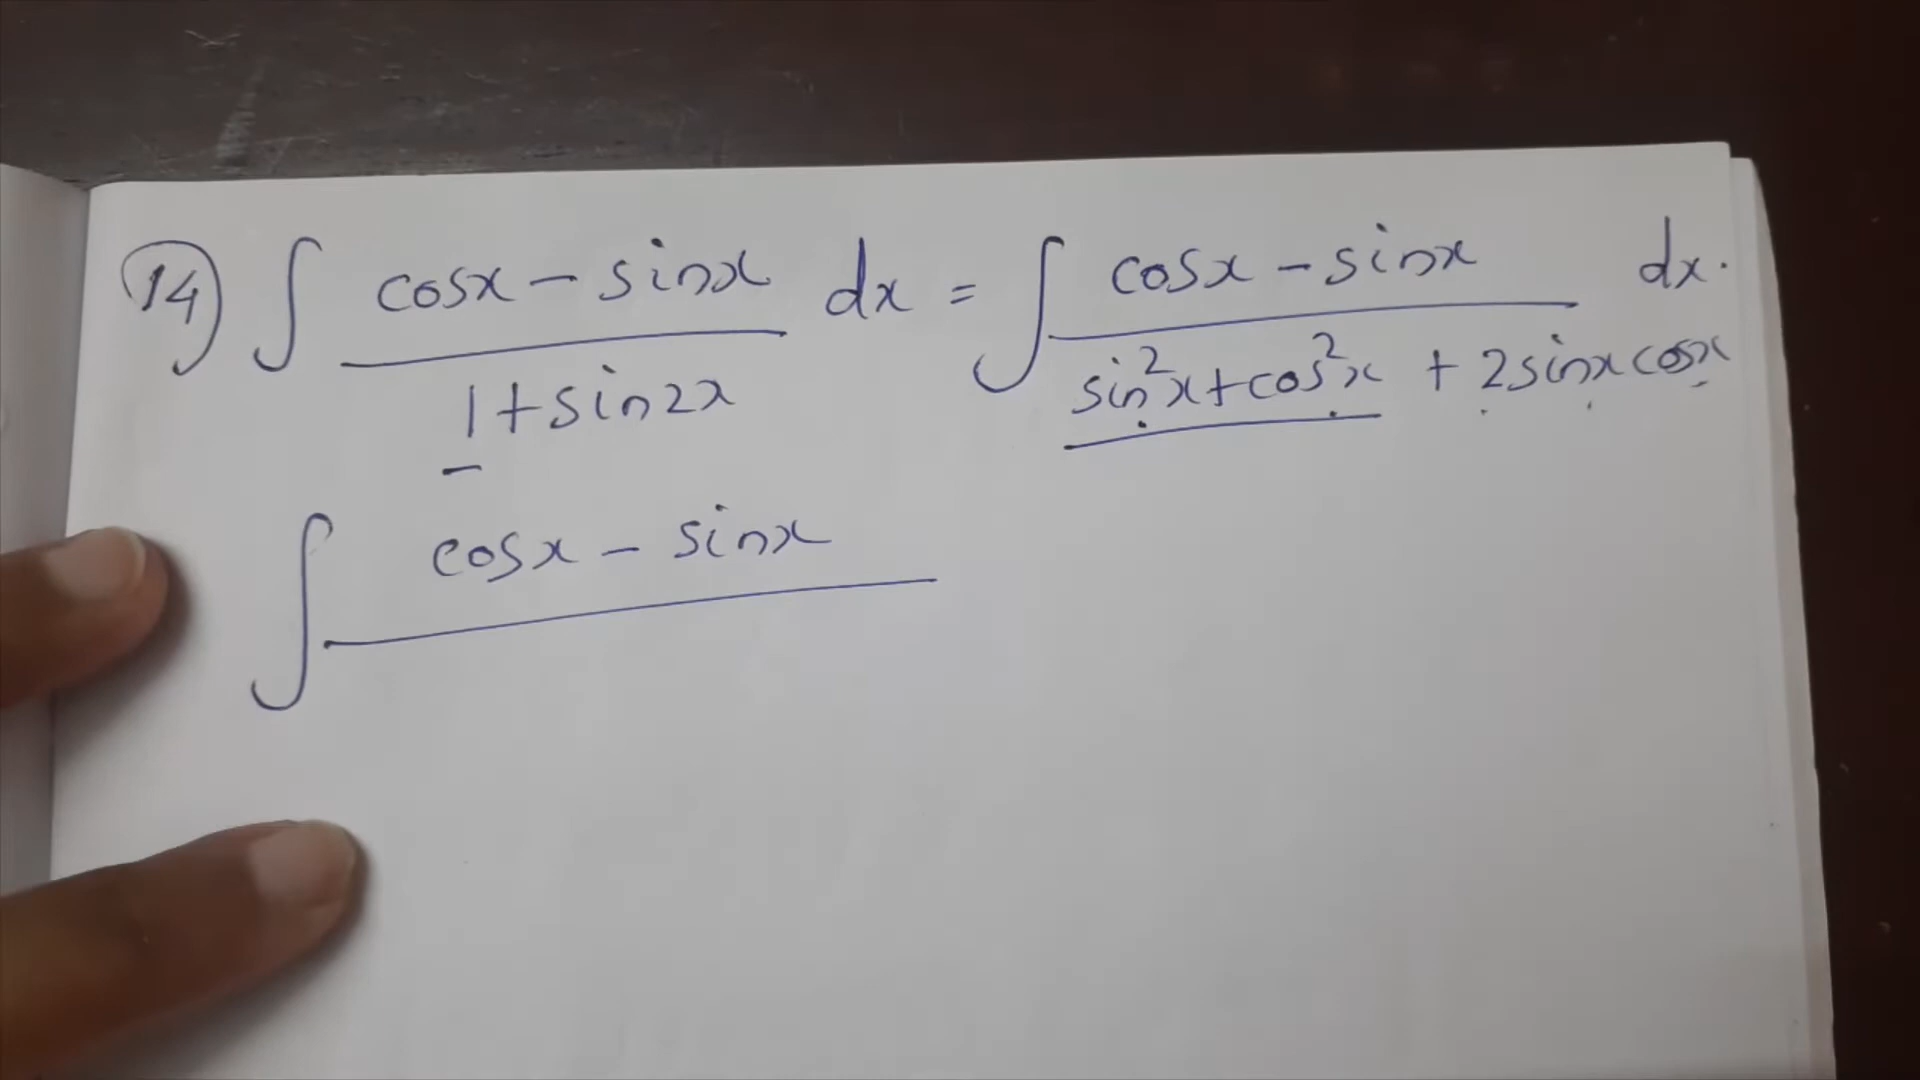 14) ∫ cosx - sinx / 1+sin2x dx = ∫ cosx - sinx / sin²x+cos²x + 2sinx cosx dx.
∫ cosx - sinx